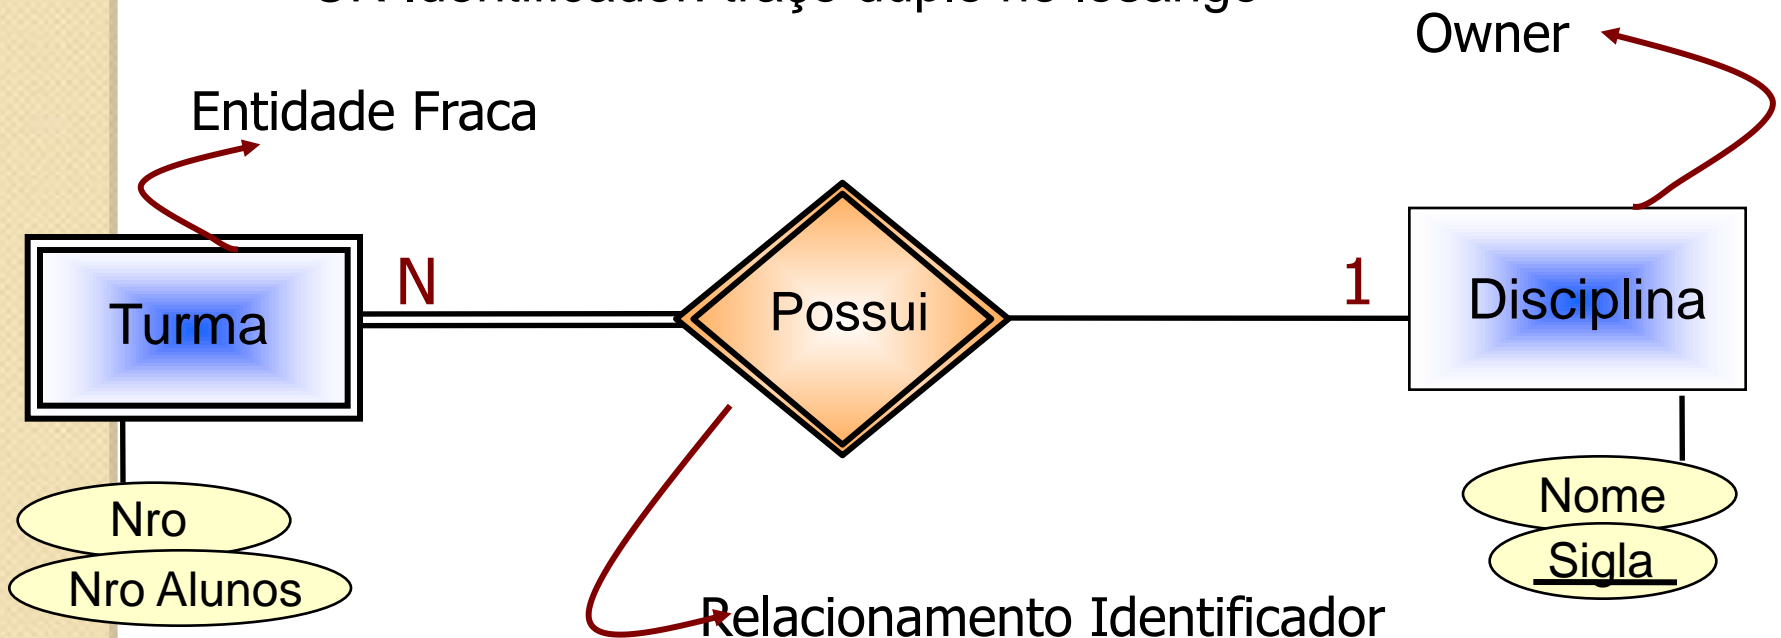 Owner
Entidade Fraca
N
1
Turma
Possui
Disciplina
Nro
Nro Alunos
Nome
Sigla
Relacionamento Identificador